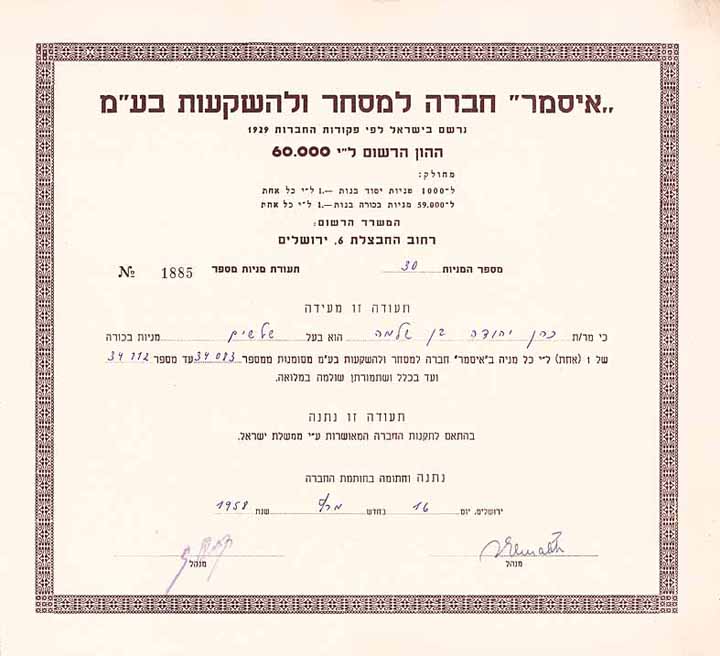 „איסמר" חברה למסחר ולהשקעות בע"מ
נרשם בישראל לפי פקודות החברות 1929
ההון הרשום ל"י 60.000
מחולק:
ל־1000 מניות יסוד בנות —.1 ל"י כל אחת
ל־59.000 מניות בכורה בנות —.1 ל"י כל אחת
המשרד הרשום:
רחוב החבצלת 6, ירושלים
מספר המניות 30 תעודת מניות מספר 1885 №
תעודה זו מעידה
כי מר/ת כהן יהודה בן שלמה הוא בעל שלשים מניות בכורה
של 1 (אחת) ל"י כל מניה ב"איסמר" חברה למסחר ולהשקעות בע"מ מסומנות ממספר 34083 עד מספר 34112
ועד בכלל ושתמורתן שולמה במלואה.
תעודה זו נתנה
בהתאם לתקנות החברה המאושרות ע"י ממשלת ישראל.
נתנה וחתומה בחותמת החברה
ירושלים, יום 16 בחדש מרץ שנת 1958
מנהל מנהל